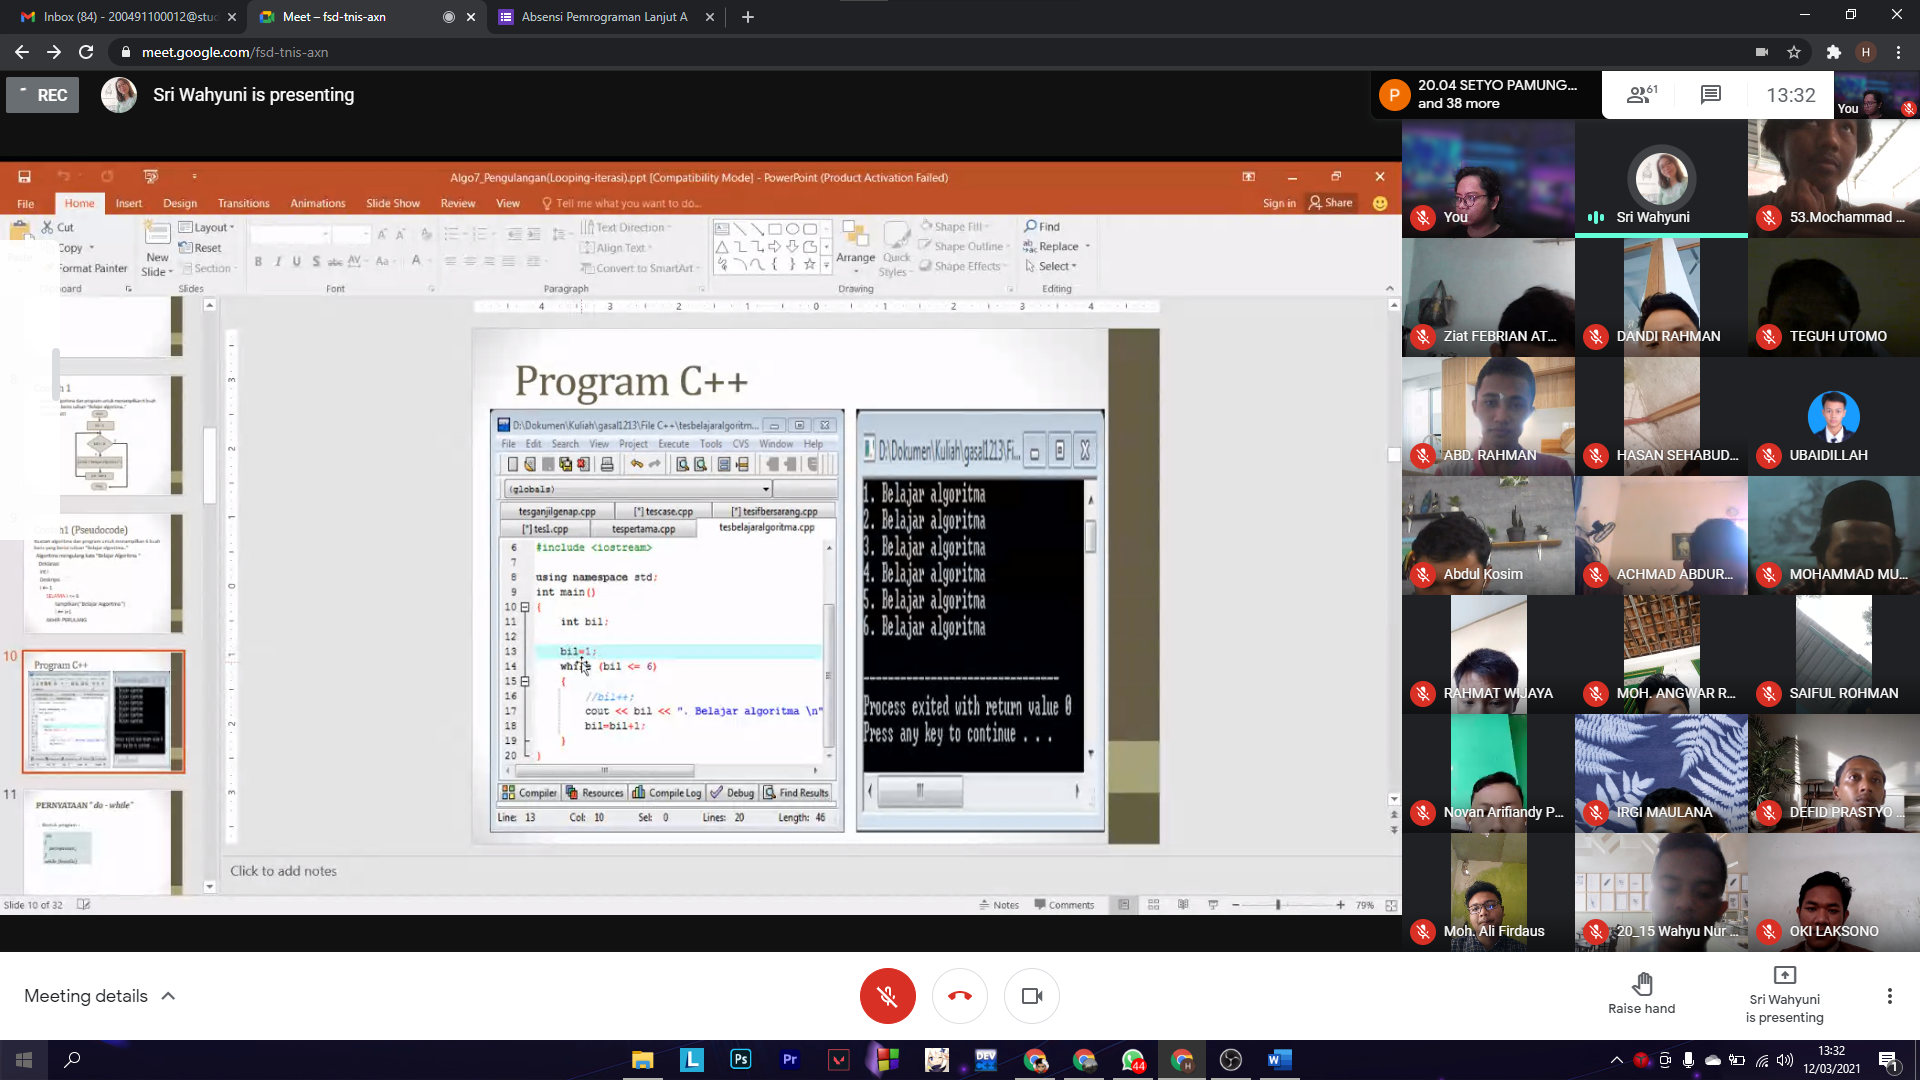 Inbox (84) - 200491100012@stu
Meet – fsd-tnis-axn
Absensi Pemrograman Lanjut A
meet.google.com/fsd-tnis-axn
REC
Sri Wahyuni is presenting
20.04 SETYO PAMUNG...
and 38 more
61
13:32
You
Algo7_Pengulangan(Looping-iterasi).ppt [Compatibility Mode] - PowerPoint (Product Activation Failed)
File Home Insert Design Transitions Animations Slide Show Review View Tell me what you want to do...
Sign in Share
Cut
Copy
Format Painter
New
Slide
Layout
Reset
Section
Slides
Font
Text Direction
Align Text
Convert to SmartArt
Paragraph
Arrange
Quick
Styles
Shape Fill
Shape Outline
Shape Effects
Drawing
Find
Replace
Select
Editing
(Pseudocode)
10
Program C++
11
PERNYATAAN " do - while"
Program C++
D:\Dokumen\Kuliah\gasal1213\File C++\tesbelajaralgoritm...
File Edit Search View Project Execute Tools CVS Window Help
(globals)
tesganjilgenap.cpp [*] tescase.cpp [*] tesifbersarang.cpp
[*] tes1.cpp tespertama.cpp tesbelajaralgoritma.cpp
6 #include <iostream>
7
8 using namespace std;
9 int main()
10 {
11 int bil;
12
13 bil=1;
14 while (bil <= 6)
15 {
16 //bil++;
17 cout << bil << ". Belajar algoritma \n"
18 bil=bil+1;
19 }
20 }
Compiler Resources Compile Log Debug Find Results
Line: 13 Col: 10 Sel: 0 Lines: 20 Length: 46
D:\Dokumen\Kuliah\gasal1213\Fi...
1. Belajar algoritma
2. Belajar algoritma
3. Belajar algoritma
4. Belajar algoritma
5. Belajar algoritma
6. Belajar algoritma
Process exited with return value 0
Press any key to continue . . .
Click to add notes
Slide 10 of 32
Notes Comments 79%
You
Sri Wahyuni
53.Mochammad ...
Ziat FEBRIAN AT...
DANDI RAHMAN
TEGUH UTOMO
ABD. RAHMAN
HASAN SEHABUD...
UBAIDILLAH
Abdul Kosim
ACHMAD ABDUR...
MOHAMMAD MU...
RAHMAT WIJAYA
MOH. ANGWAR R...
SAIFUL ROHMAN
Novan Arifiandy P...
IRGI MAULANA
DEFID PRASTYO ...
Moh. Ali Firdaus
20_15 Wahyu Nur ...
OKI LAKSONO
Meeting details
Raise hand
Sri Wahyuni
is presenting
13:32
12/03/2021